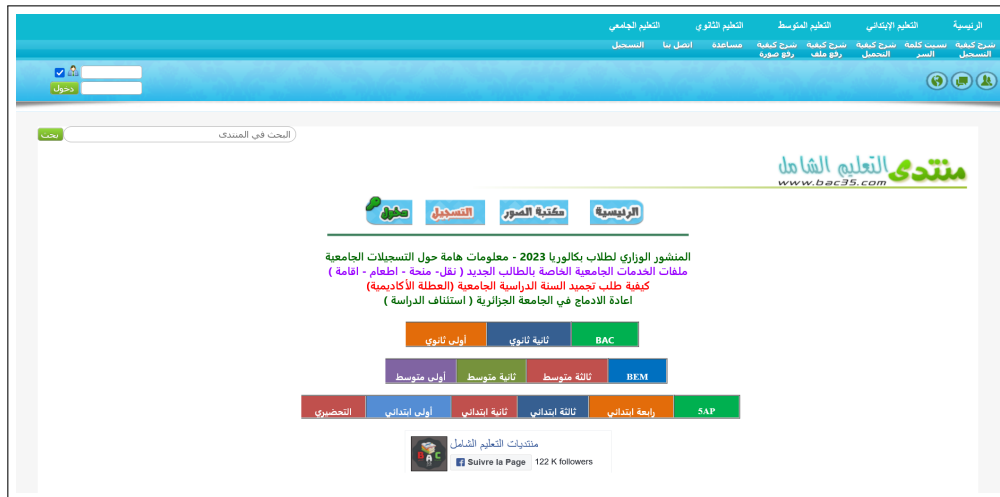 الرئيسية التعليم الإبتدائي التعليم المتوسط التعليم الثانوي التعليم الجامعي
شرح كيفية التسجيل نسيت كلمة السر شرح كيفية التحميل شرح كيفية رفع ملف شرح كيفية رفع صورة مساعدة اتصل بنا التسجيل
دخول
البحث في المنتدى بحث
منتدى التعليم الشامل
www.bac35.com
الرئيسية مكتبة الصور التسجيل دخول
المنشور الوزاري لطلاب بكالوريا 2023 - معلومات هامة حول التسجيلات الجامعية
ملفات الخدمات الجامعية الخاصة بالطالب الجديد ( نقل- منحة - اطعام - اقامة )
كيفية طلب تجميد السنة الدراسية الجامعية (العطلة الأكاديمية)
اعادة الادماج في الجامعة الجزائرية ( استئناف الدراسة )
BAC ثانية ثانوي أولى ثانوي
BEM ثالثة متوسط ثانية متوسط أولى متوسط
5AP رابعة ابتدائي ثالثة ابتدائي ثانية ابتدائي أولى ابتدائي التحضيري
منتديات التعليم الشامل
Suivre la Page 122 K followers
BAC